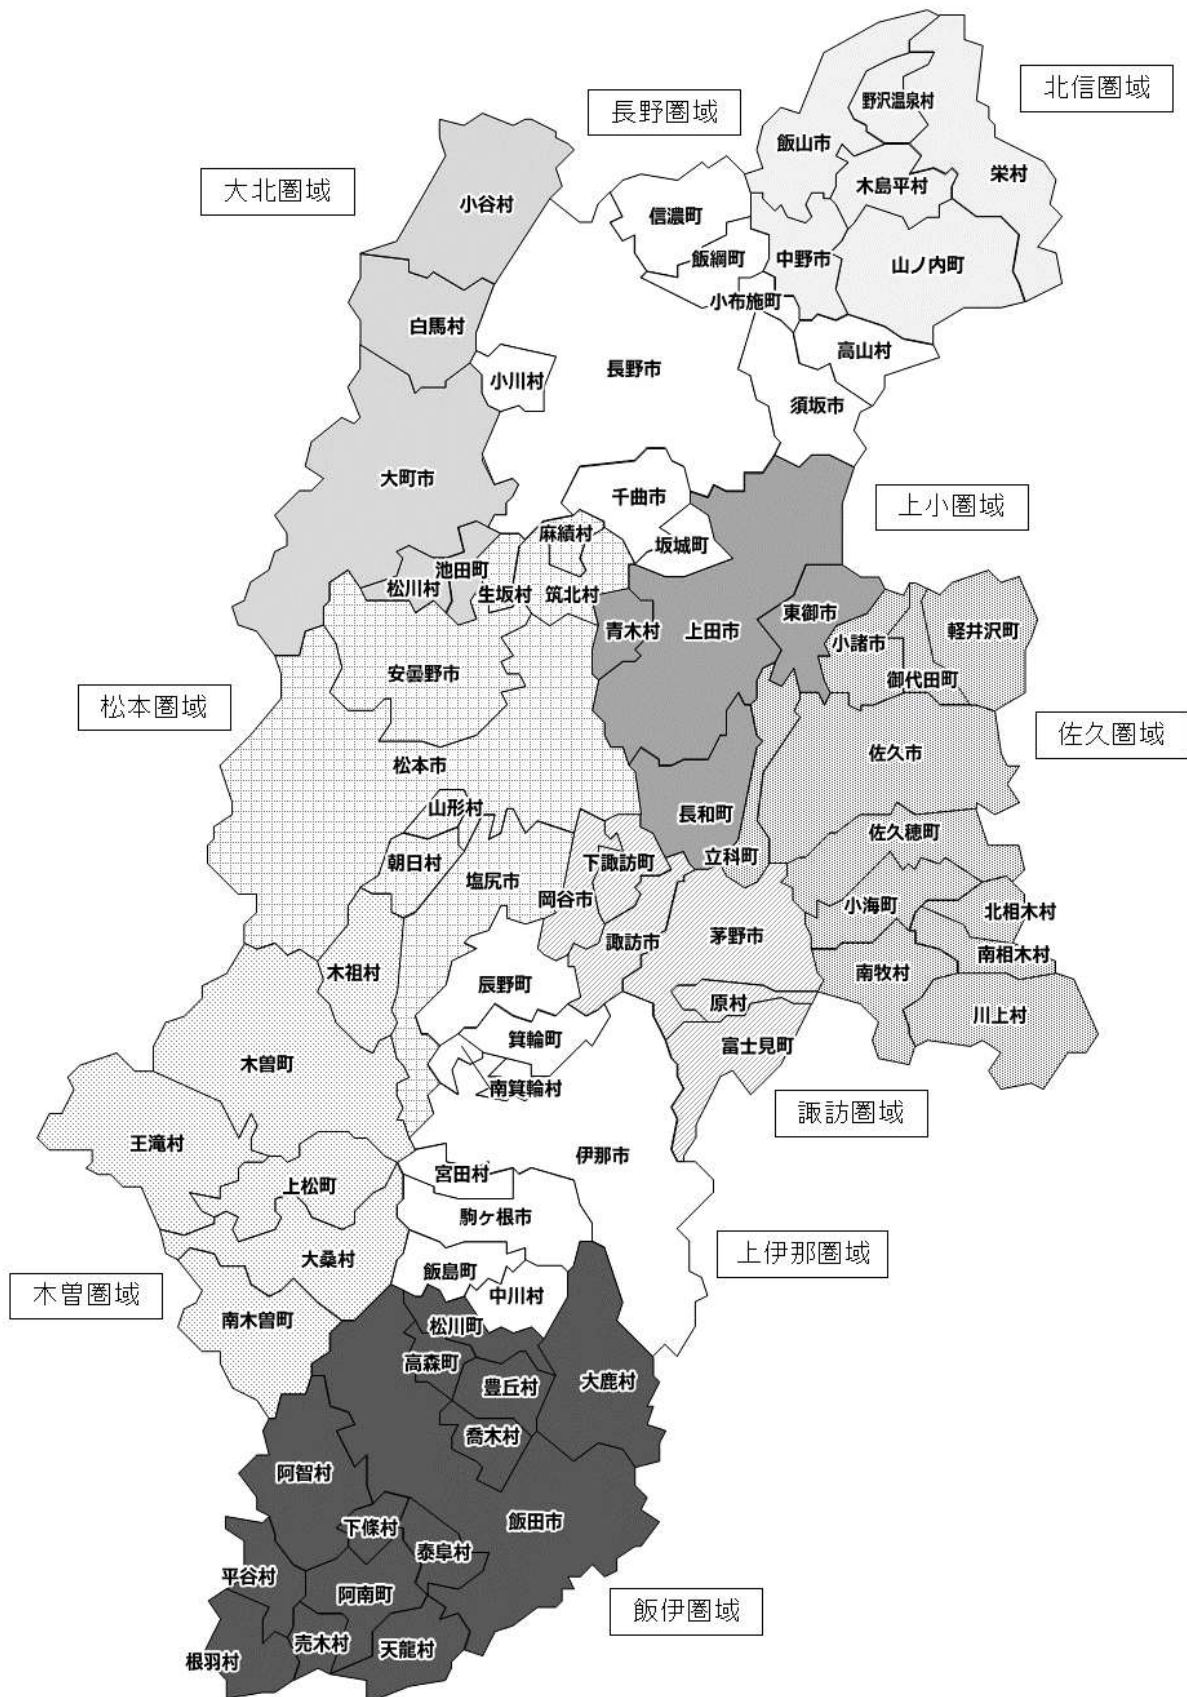 北信圏域
長野圏域
野沢温泉村
飯山市
栄村
木島平村
大北圏域
小谷村
信濃町
飯綱町
中野市
山ノ内町
小布施町
白馬村
高山村
長野市
小川村
須坂市
大町市
千曲市
上小圏域
麻績村
坂城町
池田町
松川村
生坂村
筑北村
東御市
青木村
上田市
小諸市
軽井沢町
安曇野市
御代田町
松本圏域
佐久圏域
佐久市
松本市
山形村
長和町
佐久穂町
朝日村
下諏訪町
立科町
塩尻市
岡谷市
小海町
北相木村
諏訪市
茅野市
南相木村
木祖村
南牧村
辰野町
原村
川上村
箕輪町
富士見町
木曽町
南箕輪村
諏訪圏域
王滝村
伊那市
宮田村
上松町
駒ヶ根市
上伊那圏域
大桑村
飯島町
木曽圏域
中川村
南木曽町
松川町
高森町
豊丘村
大鹿村
喬木村
阿智村
飯田市
下條村
泰阜村
平谷村
阿南町
飯伊圏域
売木村
天龍村
根羽村